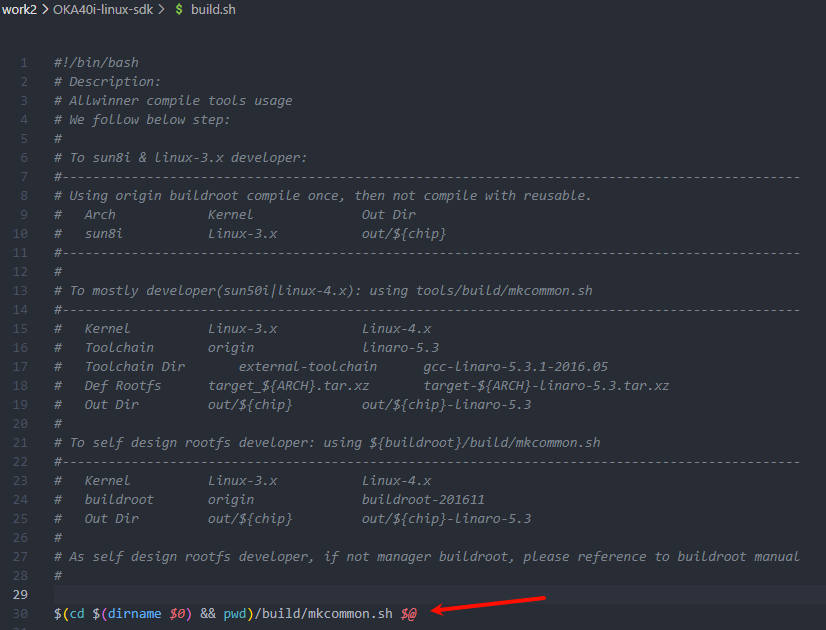 work2 > OKA40i-linux-sdk > $ build.sh
1 #!/bin/bash
2 # Description:
3 # Allwinner compile tools usage
4 # We follow below step:
5 #
6 # To sun8i & linux-3.x developer:
7 #------------------------------------------------------------------------------------------------
8 # Using origin buildroot compile once, then not compile with reusable.
9 #   Arch            Kernel              Out Dir
10 #   sun8i           Linux-3.x           out/${chip}
11 #------------------------------------------------------------------------------------------------
12 #
13 # To mostly developer(sun50i|linux-4.x): using tools/build/mkcommon.sh
14 #------------------------------------------------------------------------------------------------
15 #   Kernel          Linux-3.x           Linux-4.x
16 #   Toolchain       origin              linaro-5.3
17 #   Toolchain Dir       external-toolchain      gcc-linaro-5.3.1-2016.05
18 #   Def Rootfs      target_${ARCH}.tar.xz       target-${ARCH}-linaro-5.3.tar.xz
19 #   Out Dir         out/${chip}         out/${chip}-linaro-5.3
20 #
21 # To self design rootfs developer: using ${buildroot}/build/mkcommon.sh
22 #------------------------------------------------------------------------------------------------
23 #   Kernel          Linux-3.x           Linux-4.x
24 #   buildroot       origin              buildroot-201611
25 #   Out Dir         out/${chip}         out/${chip}-linaro-5.3
26 #
27 # As self design rootfs developer, if not manager buildroot, please reference to buildroot manual
28 #
29
30 $(cd $(dirname $0) && pwd)/build/mkcommon.sh $@